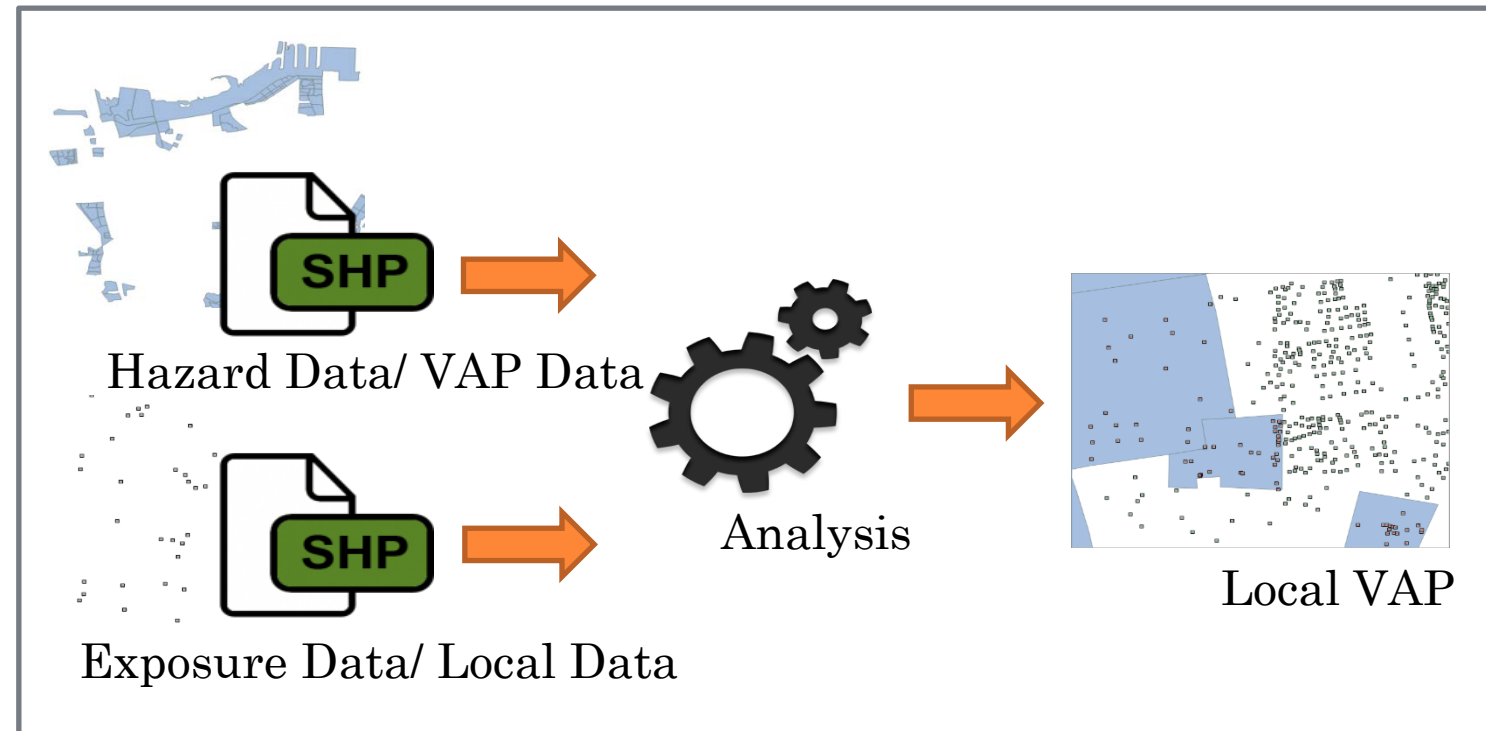 SHP
Hazard Data/ VAP Data
SHP
Exposure Data/ Local Data
Analysis
Local VAP